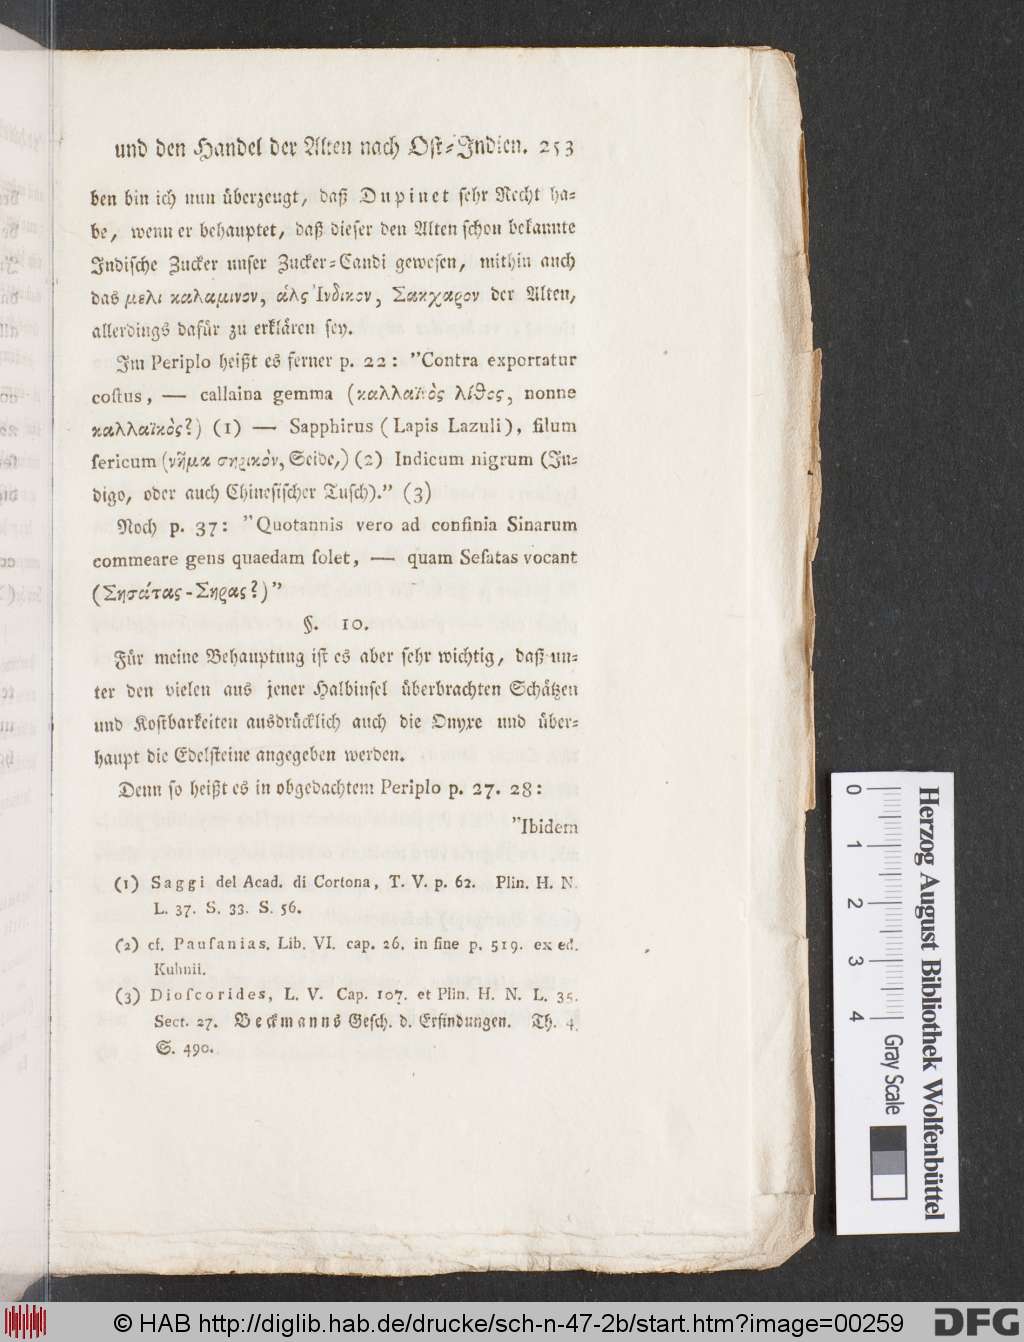 und den Handel der Alten nach Ost-Indien. 253
ben bin ich nun überzeugt, daß Dupinet sehr Recht ha-
be, wenn er behauptet, daß dieser den Alten schon bekannte
Indische Zucker unser Zucker-Candi gewesen, mithin auch
das μελι καλαμινον, ἁλς Ἰνδικον, Σακχαρον der Alten,
allerdings dafür zu erklären sey.
Im Periplo heißt es ferner p. 22: "Contra exportatur
coſtus, — callaina gemma (καλλαϊνὸς λίθος, nonne
καλλαϊκὸς?) (1) — Sapphirus (Lapis Lazuli), ſilum
ſericum (νῆμα σηρικὸν, Seide,) (2) Indicum nigrum (In-
digo, oder auch Chinesischer Tusch)." (3)
Noch p. 37: "Quotannis vero ad confinia Sinarum
commeare gens quaedam ſolet, — quam Seſatas vocant
(Σησάτας-Σηρας?)"
§. 10.
Für meine Behauptung ist es aber sehr wichtig, daß un-
ter den vielen aus jener Halbinsel überbrachten Schätzen
und Kostbarkeiten ausdrücklich auch die Onyxe und über-
haupt die Edelsteine angegeben werden.
Denn so heißt es in obgedachtem Periplo p. 27. 28:
"Ibidem
(1) Saggi del Acad. di Cortona, T. V. p. 62. Plin. H. N.
L. 37. S. 33. S. 56.
(2) cf. Pauſanias. Lib. VI. cap. 26. in fine p. 519. ex ed.
Kuhnii.
(3) Dioſcorides, L. V. Cap. 107. et Plin. H. N. L. 35.
Sect. 27. Beckmanns Gesch. d. Erfindungen. Th. 4.
S. 490.
0 1 2 3 4
Herzog August Bibliothek Wolfenbüttel
Gray Scale
© HAB http://diglib.hab.de/drucke/sch-n-47-2b/start.htm?image=00259
DFG